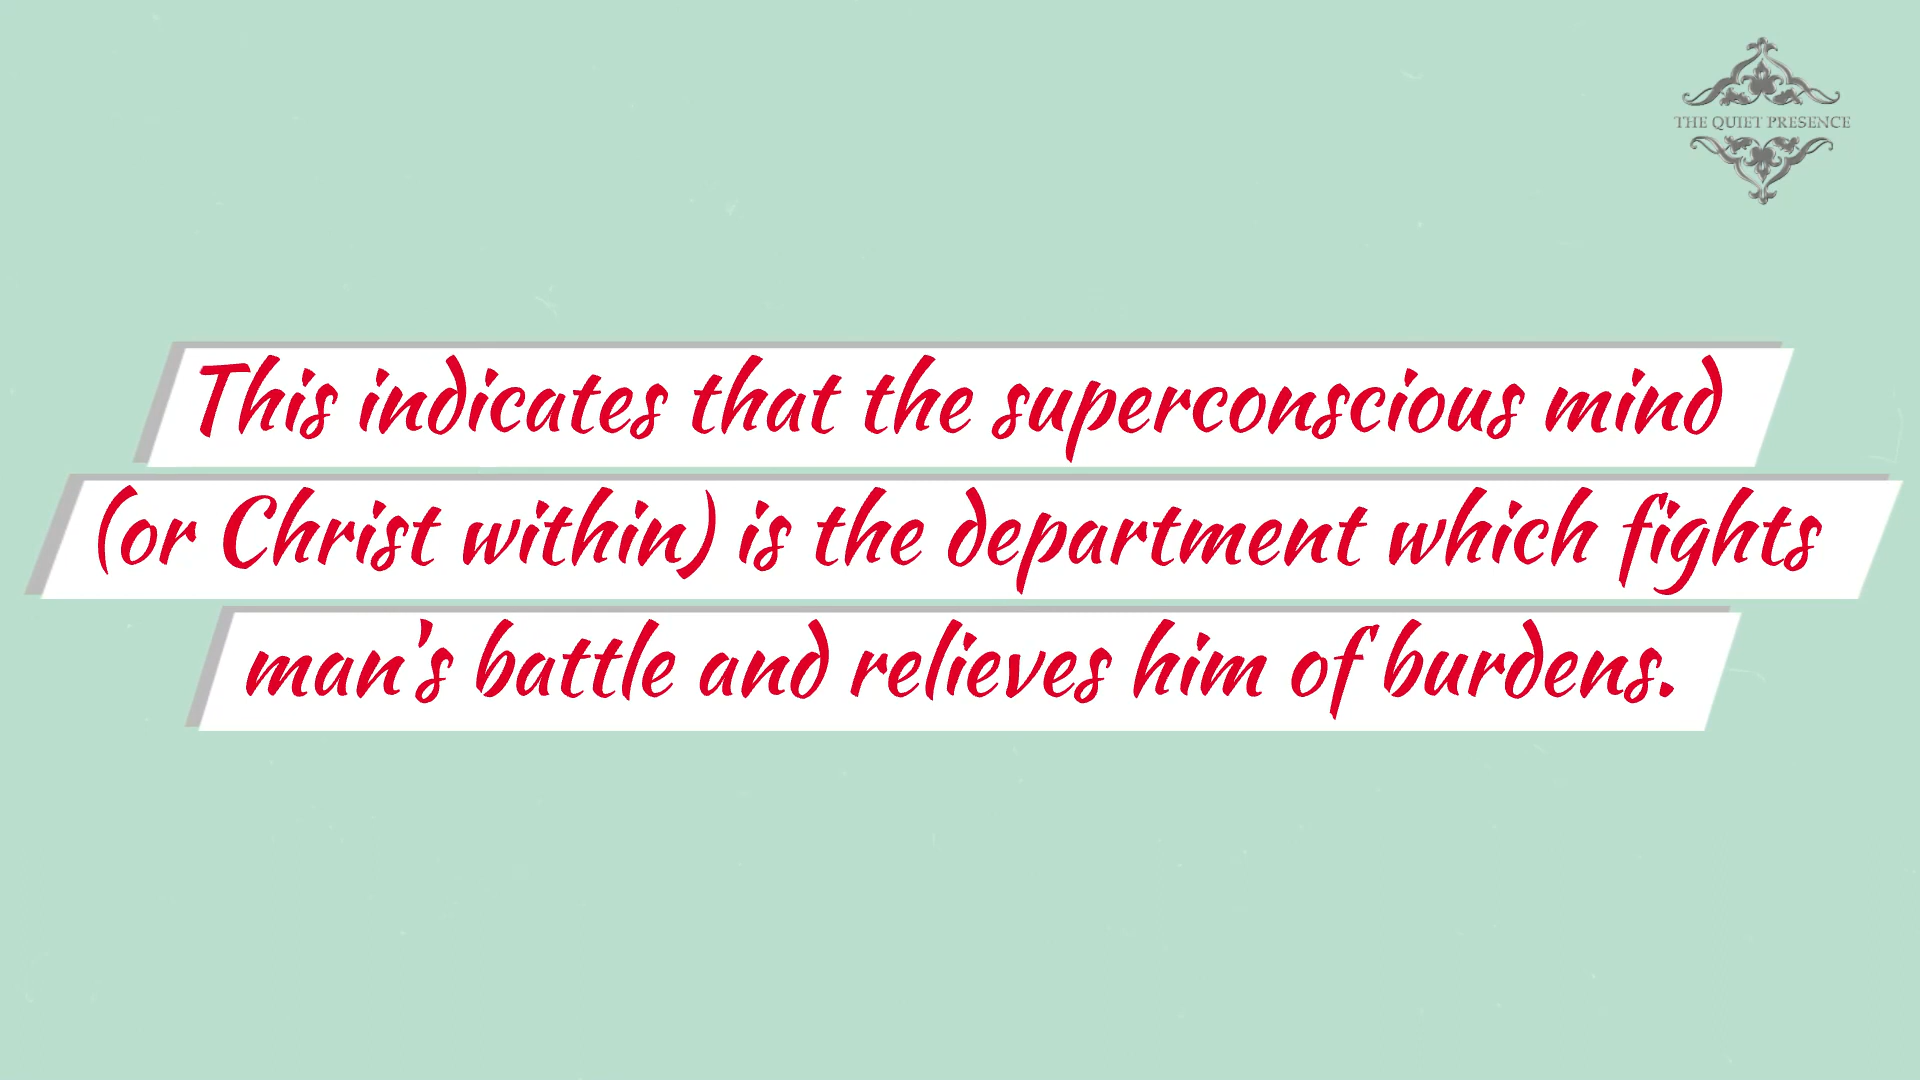 THE QUIET PRESENCE
This indicates that the superconscious mind
(or Christ within) is the department which fights
man's battle and relieves him of burdens.